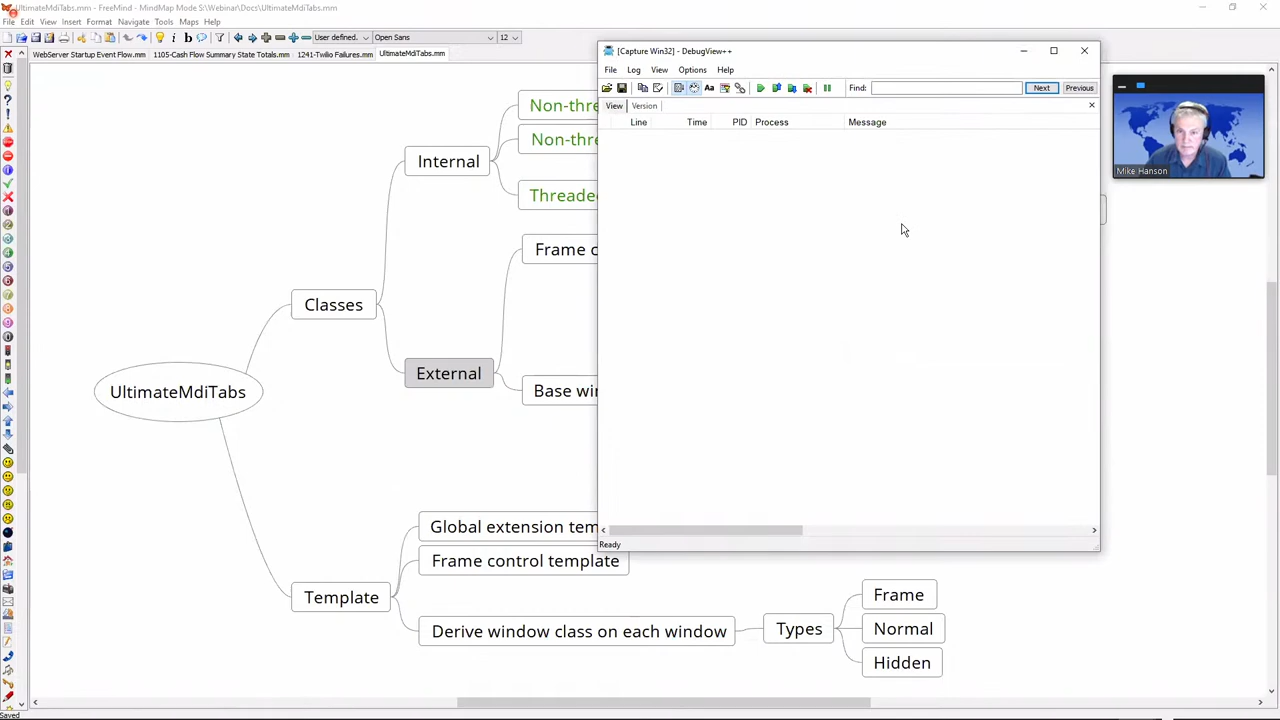 UltimateMdiTabs.mm - FreeMind - MindMap Mode S:\Webinar\Docs\UltimateMdiTabs.mm
File Edit View Insert Format Navigate Tools Maps Help
User defined. Open Sans 12
WebServer Startup Event Flow.mm 1105-Cash Flow Summary State Totals.mm 1241-Twilio Failures.mm UltimateMdiTabs.mm
[Capture Win32] - DebugView++
File Log View Options Help
Find: Next Previous
View Version
Line Time PID Process Message
Ready
Mike Hanson
UltimateMdiTabs
Classes
Internal
Non-thre
Non-thre
Threade
External
Frame c
Base win
Template
Global extension tem
Frame control template
Derive window class on each window
Types
Frame
Normal
Hidden
Saved